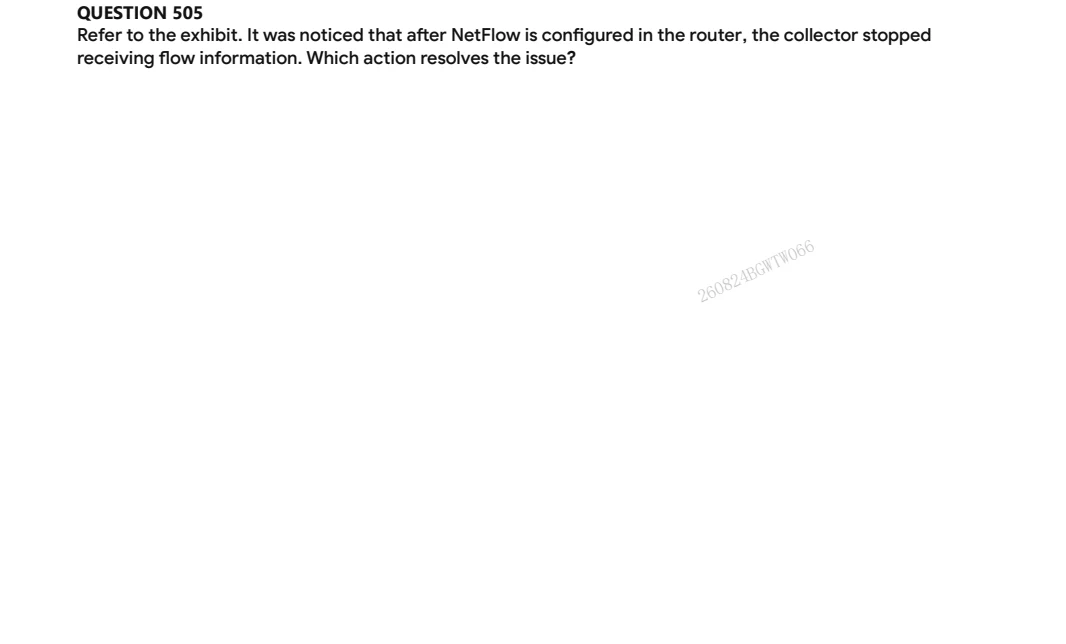 QUESTION 505
Refer to the exhibit. It was noticed that after NetFlow is configured in the router, the collector stopped
receiving flow information. Which action resolves the issue?
260824BGWTW066